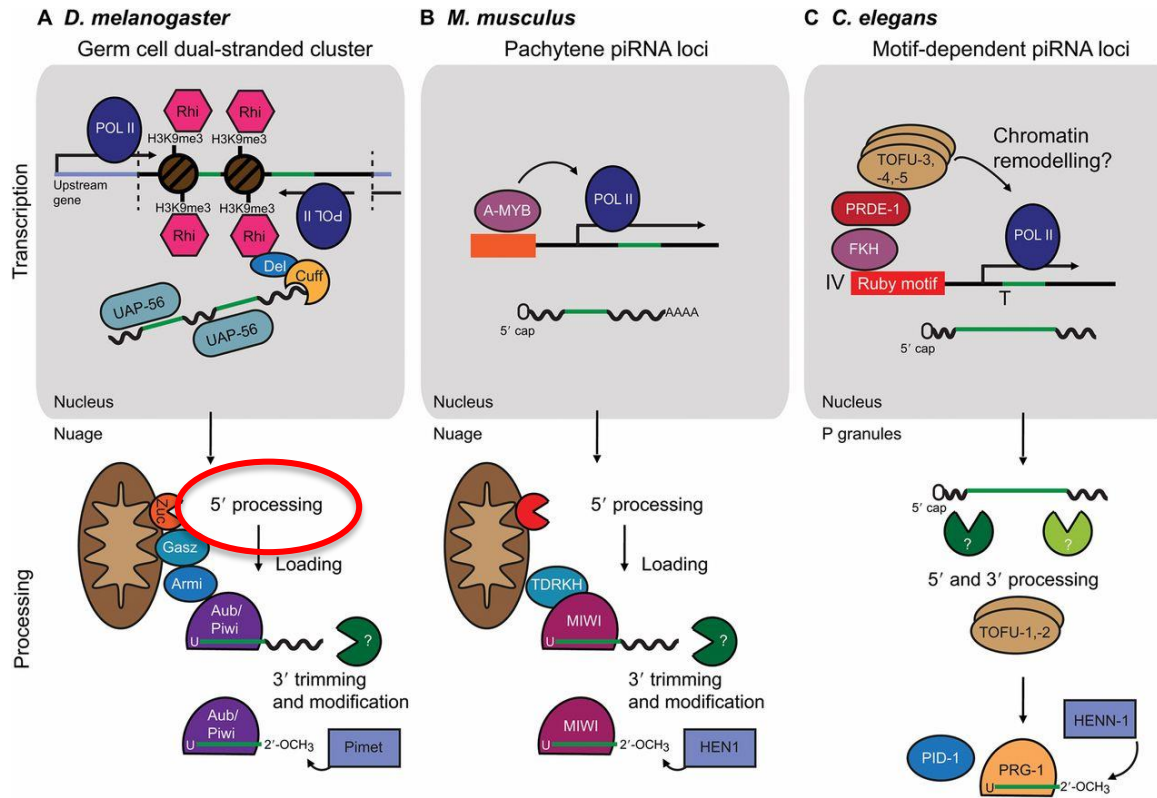 A D. melanogaster
Germ cell dual-stranded cluster
B M. musculus
Pachytene piRNA loci
C C. elegans
Motif-dependent piRNA loci
Transcription
Processing
POL II
Rhi
Rhi
H3K9me3
H3K9me3
Upstream
gene
H3K9me3
H3K9me3
POL II
Rhi
Rhi
Del
Cuff
UAP-56
UAP-56
Nucleus
Nuage
Zuc
5′ processing
Gasz
Loading
Armi
Aub/
Piwi
U
?
3′ trimming
and modification
Aub/
Piwi
U
2′-OCH3
Pimet
A-MYB
POL II
5′ cap
AAAA
Nucleus
Nuage
5′ processing
Loading
TDRKH
MIWI
U
?
3′ trimming
and modification
MIWI
U
2′-OCH3
HEN1
TOFU-3,
-4,-5
Chromatin
remodelling?
PRDE-1
FKH
POL II
IV
Ruby motif
T
5′ cap
Nucleus
P granules
5′ cap
?
?
5′ and 3′ processing
TOFU-1,-2
HENN-1
PID-1
PRG-1
U
2′-OCH3